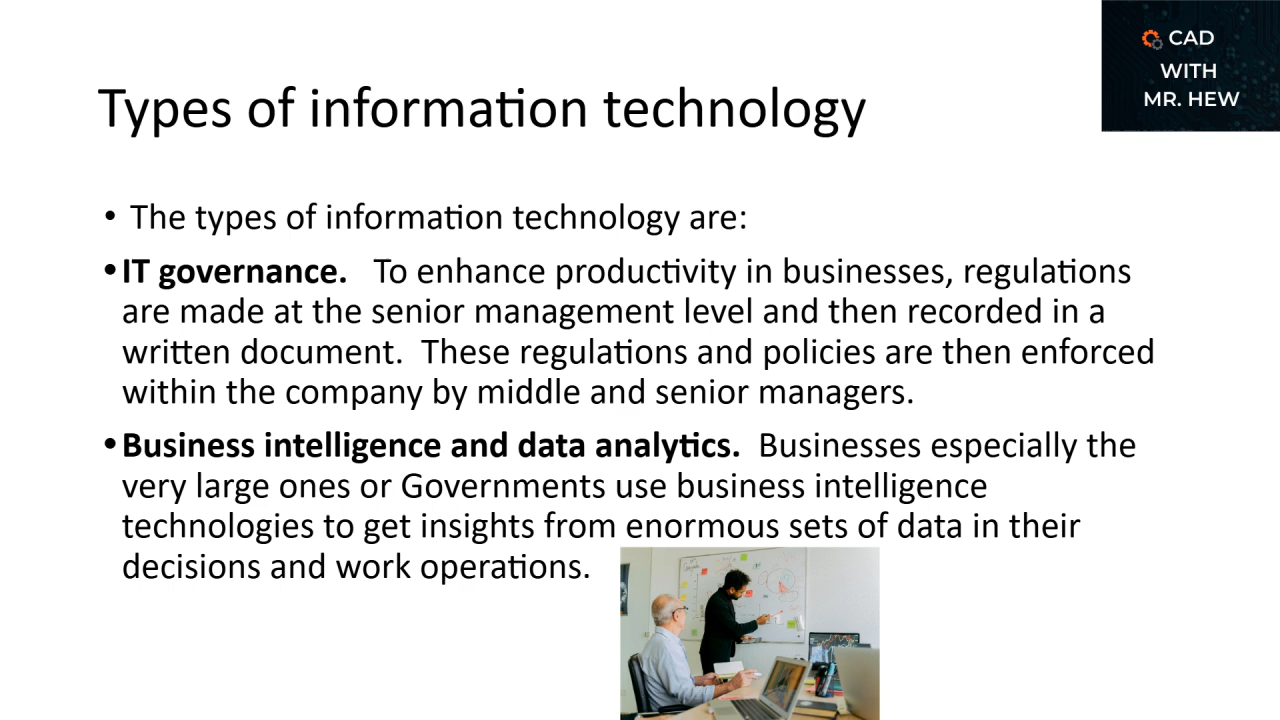 CAD
WITH
MR. HEW
Types of information technology
• The types of information technology are:
• IT governance. To enhance productivity in businesses, regulations
are made at the senior management level and then recorded in a
written document. These regulations and policies are then enforced
within the company by middle and senior managers.
• Business intelligence and data analytics. Businesses especially the
very large ones or Governments use business intelligence
technologies to get insights from enormous sets of data in their
decisions and work operations.